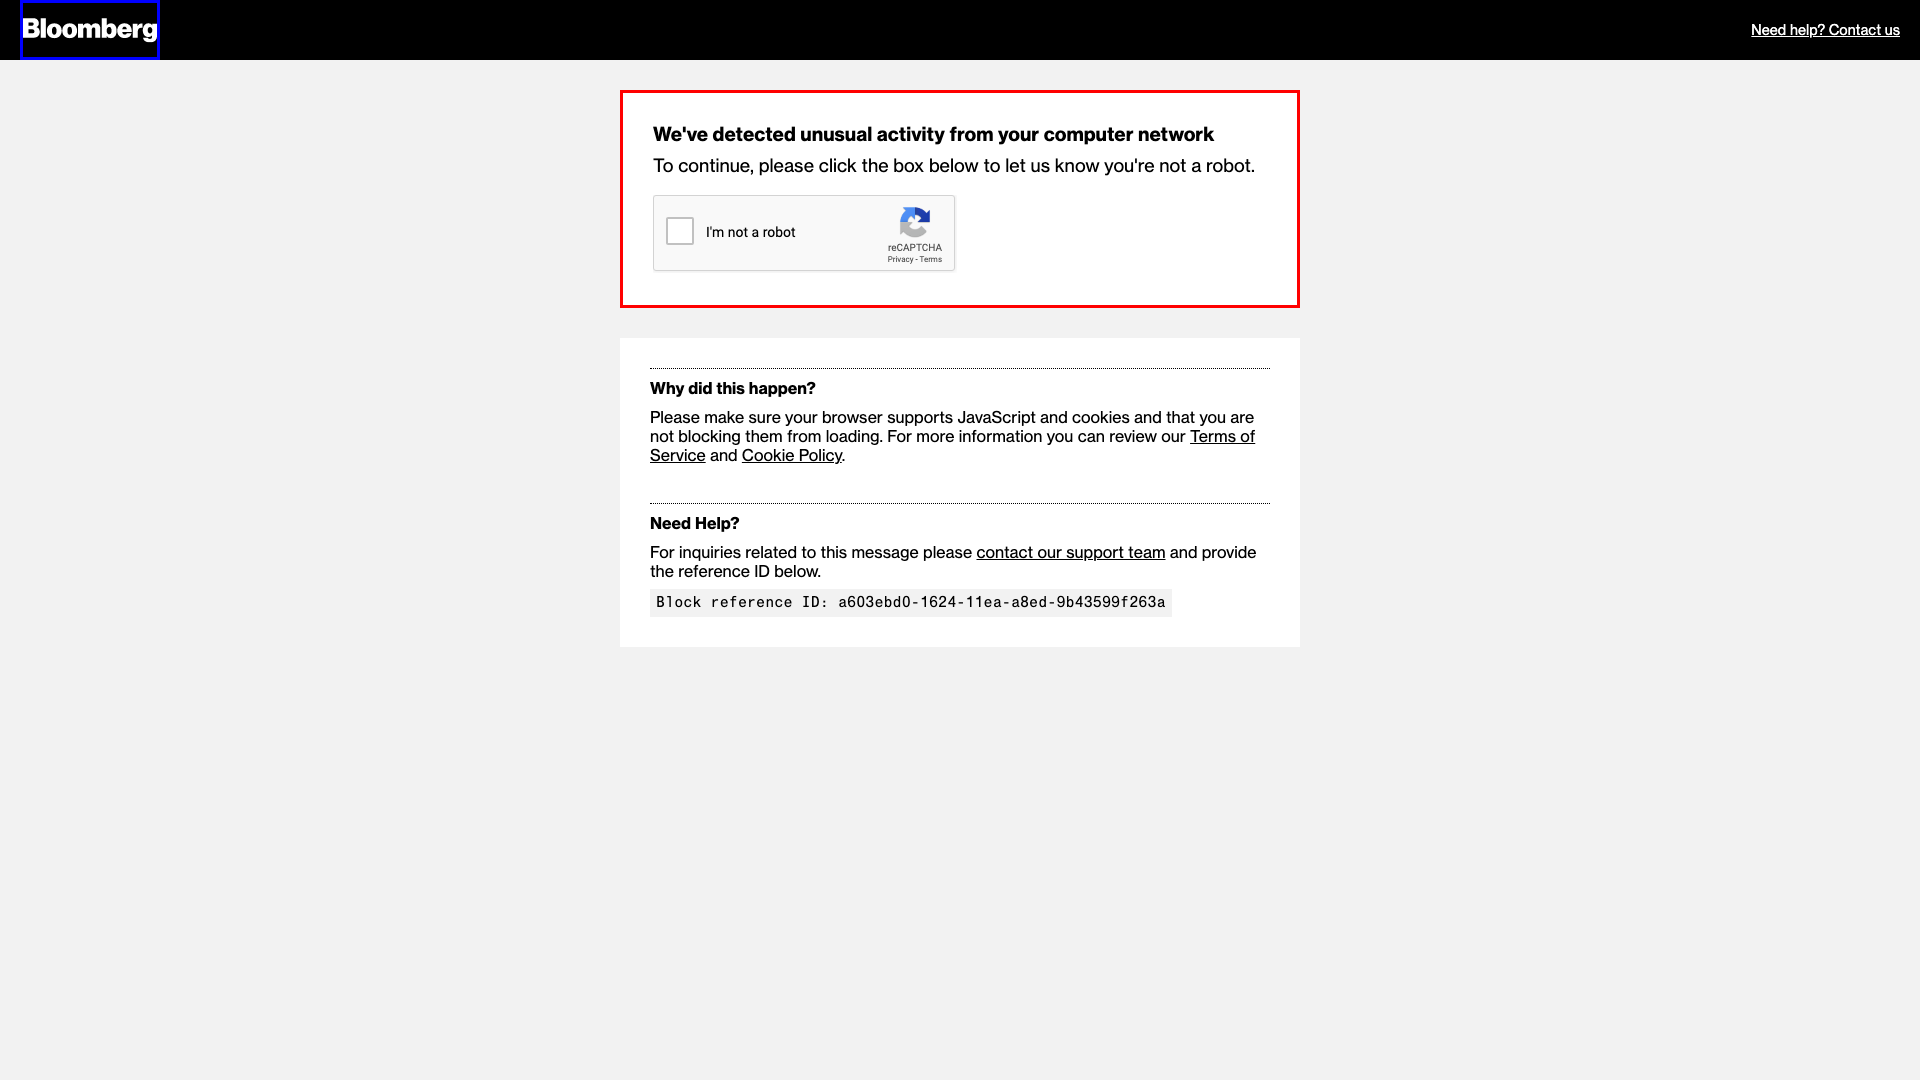 Bloomberg
Need help? Contact us
We've detected unusual activity from your computer network
To continue, please click the box below to let us know you're not a robot.
I'm not a robot
reCAPTCHA
Privacy - Terms
Why did this happen?
Please make sure your browser supports JavaScript and cookies and that you are
not blocking them from loading. For more information you can review our Terms of
Service and Cookie Policy.
Need Help?
For inquiries related to this message please contact our support team and provide
the reference ID below.
Block reference ID: a603ebd0-1624-11ea-a8ed-9b43599f263a